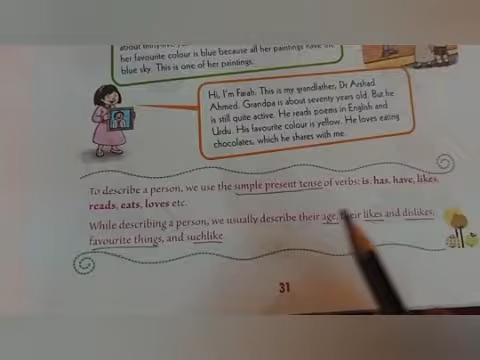 her favourite colour is blue because all her paintings have the
blue sky. This is one of her paintings.
Hi, I'm Farah. This is my grandfather, Dr Arshad
Ahmed. Grandpa is about seventy years old. But he
is still quite active. He reads poems in English and
Urdu. His favourite colour is yellow. He loves eating
chocolates, which he shares with me.
To describe a person, we use the simple present tense of verbs: is, has, have, likes,
reads, eats, loves etc.
While describing a person, we usually describe their age, their likes and dislikes,
favourite things, and suchlike
31